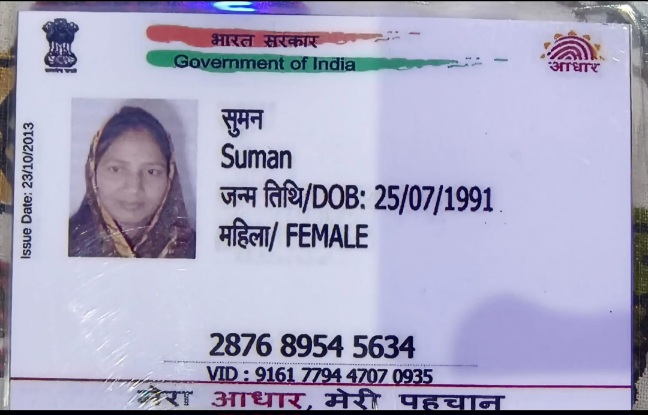 भारत सरकार
Government of India
आधार
Issue Date: 23/10/2013
सुमन
Suman
जन्म तिथि/DOB: 25/07/1991
महिला/ FEMALE
2876 8954 5634
VID : 9161 7794 4707 0935
मेरा आधार, मेरी पहचान